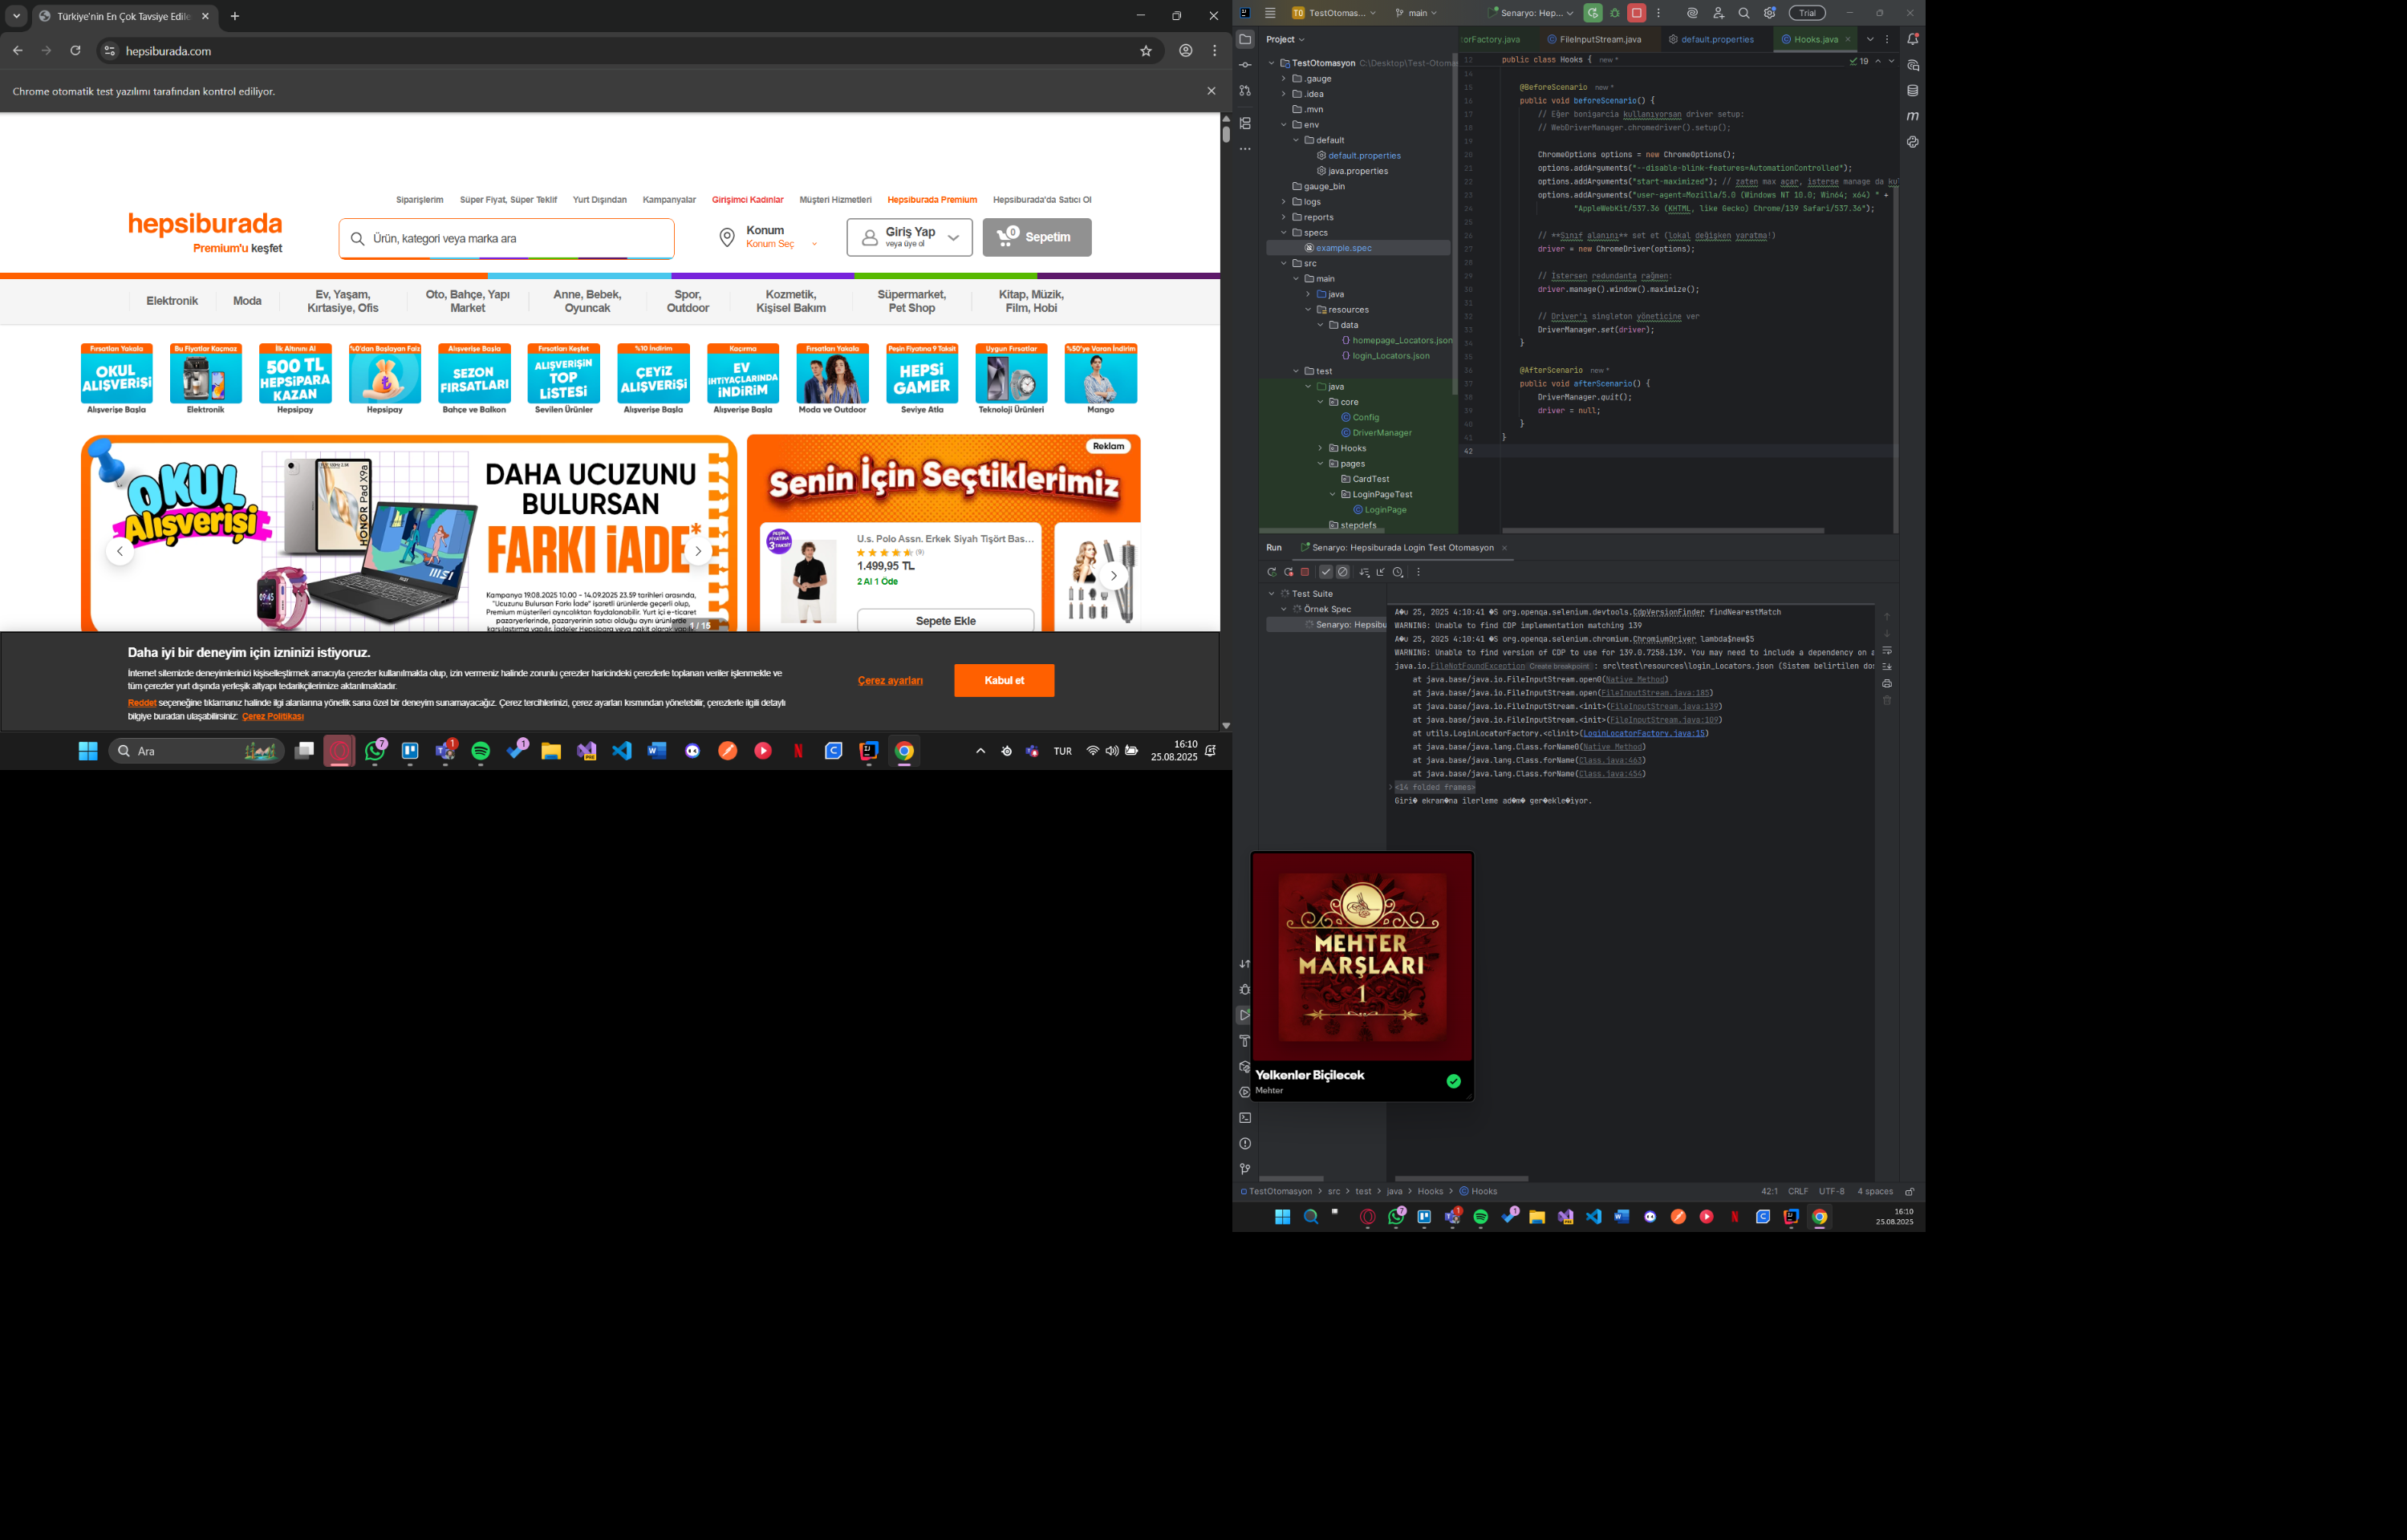 Türkiye'nin En Çok Tavsiye Edile
hepsiburada.com
Chrome otomatik test yazılımı tarafından kontrol ediliyor.
Siparişlerim Süper Fiyat, Süper Teklif Yurt Dışından Kampanyalar Girişimci Kadınlar Müşteri Hizmetleri Hepsiburada Premium Hepsiburada'da Satıcı Ol
hepsiburada
Premium'u keşfet
Ürün, kategori veya marka ara
Konum
Konum Seç
Giriş Yap
veya üye ol
0 Sepetim
Elektronik
Moda
Ev, Yaşam,
Kırtasiye, Ofis
Oto, Bahçe, Yapı
Market
Anne, Bebek,
Oyuncak
Spor,
Outdoor
Kozmetik,
Kişisel Bakım
Süpermarket,
Pet Shop
Kitap, Müzik,
Film, Hobi
Fırsatları Yakala
OKUL
ALIŞVERİŞİ
Alışverişe Başla
Bu Fiyatlar Kaçmaz
Elektronik
İlk Altınını Al
500 TL
HEPSİPARA
KAZAN
Hepsipay
%0'dan Başlayan Faiz
Hepsipay
Alışverişe Başla
SEZON
FIRSATLARI
Bahçe ve Balkon
Fırsatları Keşfet
ALIŞVERİŞİN
TOP
LİSTESİ
Sevilen Ürünler
%10 İndirim
ÇEYİZ
ALIŞVERİŞİ
Alışverişe Başla
Kaçırma
EV
İHTİYAÇLARINDA
İNDİRİM
Alışverişe Başla
Fırsatları Yakala
Moda ve Outdoor
Peşin Fiyatına 9 Taksit
HEPSİ
GAMER
Seviye Atla
Uygun Fırsatlar
Teknoloji Ürünleri
%50'ye Varan İndirim
Mango
OKUL
Alışverişi
HONOR Pad X9a
msi
09:45
DAHA UCUZUNU
BULURSAN
FARKI İADE*
Kampanya 19.08.2025 10.00 - 14.09.2025 23.59 tarihleri arasında,
"Ucuzunu Bulursan Farkı İade" işaretli ürünlerde geçerli olup,
Premium müşterileri ayrıcalıktan faydalanabilir. Yurt içi e-ticaret
pazaryerlerinde, pazaryerinin satıcı olduğu aynı ürünlerde
1 / 15
Reklam
Senin İçin Seçtiklerimiz
PEŞİN
FİYATINA
3 TAKSİT
U.s. Polo Assn. Erkek Siyah Tişört Bas...
(9)
1.499,95 TL
2 Al 1 Öde
Sepete Ekle
Daha iyi bir deneyim için izninizi istiyoruz.
İnternet sitemizde deneyimlerinizi kişiselleştirmek amacıyla çerezler kullanılmakta olup, izin vermeniz halinde zorunlu çerezler haricindeki çerezlerle toplanan veriler işlenmekte ve
tüm çerezler yurt dışında yerleşik altyapı tedarikçilerimize aktarılmaktadır.
Reddet seçeneğine tıklamanız halinde ilgi alanlarına yönelik sana özel bir deneyim sunamayacağız. Çerez tercihlerinizi, çerez ayarları kısmından yönetebilir, çerezlerle ilgili detaylı
bilgiye buradan ulaşabilirsiniz: Çerez Politikası
Çerez ayarları
Kabul et
Ara
TUR
16:10
25.08.2025
TO TestOtomas...
main
Senaryo: Hep...
Trial
Project
TestOtomasyon C:\Desktop\Test-Otoma
.gauge
.idea
.mvn
env
default
default.properties
java.properties
gauge_bin
logs
reports
specs
example.spec
src
main
java
resources
data
homepage_Locators.json
login_Locators.json
test
java
core
Config
DriverManager
Hooks
pages
CardTest
LoginPageTest
LoginPage
stepdefs
orFactory.java FileInputStream.java default.properties Hooks.java
19
13 public class Hooks { new *
14
15 @BeforeScenario new *
16 public void beforeScenario() {
17 // Eğer bonigarcia kullanıyorsan driver setup:
18 // WebDriverManager.chromedriver().setup();
19
20 ChromeOptions options = new ChromeOptions();
21 options.addArguments("--disable-blink-features=AutomationControlled");
22 options.addArguments("start-maximized"); // zaten max açar, isterse manage da ku
23 options.addArguments("user-agent=Mozilla/5.0 (Windows NT 10.0; Win64; x64) " +
24 "AppleWebKit/537.36 (KHTML, like Gecko) Chrome/139 Safari/537.36");
25
26 // **Sınıf alanını** set et (lokal değişken yaratma!)
27 driver = new ChromeDriver(options);
28
29 // İstersen redundanta rağmen:
30 driver.manage().window().maximize();
31
32 // Driver'ı singleton yöneticine ver
33 DriverManager.set(driver);
34 }
35
36 @AfterScenario new *
37 public void afterScenario() {
38 DriverManager.quit();
39 driver = null;
40 }
41 }
42
Run Senaryo: Hepsiburada Login Test Otomasyon
Test Suite
Örnek Spec
Senaryo: Hepsibu
A�u 25, 2025 4:10:41 �S org.openqa.selenium.devtools.CdpVersionFinder findNearestMatch
WARNING: Unable to find CDP implementation matching 139
A�u 25, 2025 4:10:41 �S org.openqa.selenium.chromium.ChromiumDriver lambda$new$5
WARNING: Unable to find version of CDP to use for 139.0.7258.139. You may need to include a dependency on a
java.io.FileNotFoundException Create breakpoint : src\test\resources\login_Locators.json (Sistem belirtilen dos
at java.base/java.io.FileInputStream.open0(Native Method)
at java.base/java.io.FileInputStream.open(FileInputStream.java:185)
at java.base/java.io.FileInputStream.<init>(FileInputStream.java:139)
at java.base/java.io.FileInputStream.<init>(FileInputStream.java:109)
at utils.LoginLocatorFactory.<clinit>(LoginLocatorFactory.java:15)
at java.base/java.lang.Class.forName0(Native Method)
at java.base/java.lang.Class.forName(Class.java:463)
at java.base/java.lang.Class.forName(Class.java:454)
<14 folded frames>
Giri� ekran�na ilerleme ad�m� ger�ekle�iyor.
MEHTER
MARŞLARI
1
Yelkenler Biçilecek
Mehter
TestOtomasyon > src > test > java > Hooks > Hooks
42:1 CRLF UTF-8 4 spaces
16:10
25.08.2025